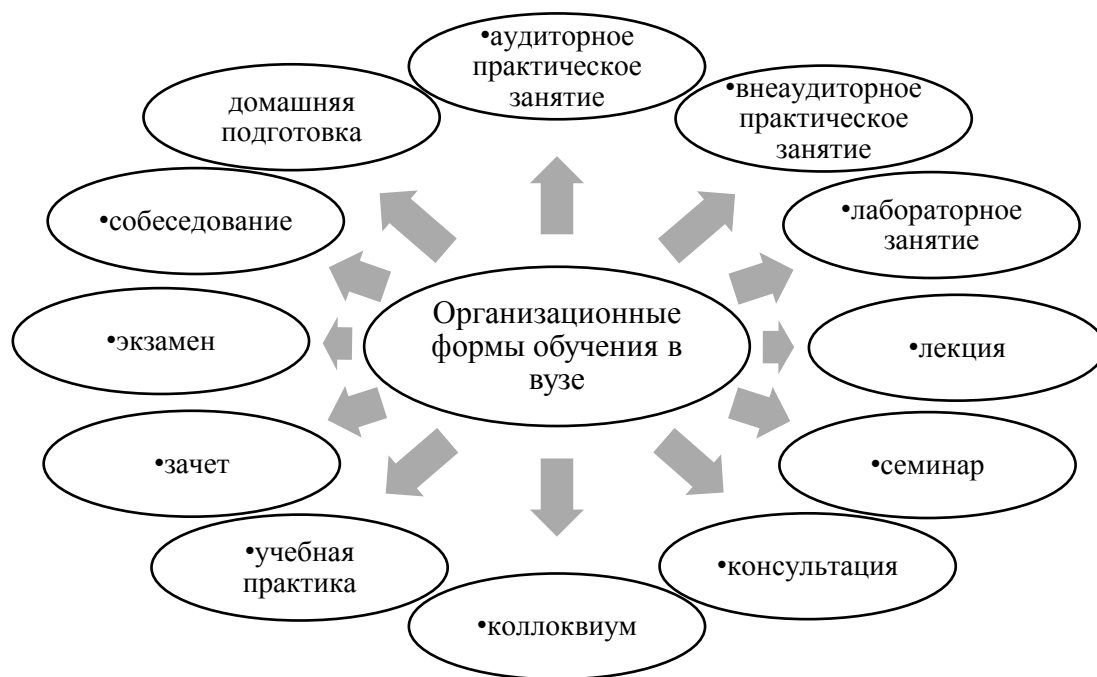 •аудиторное
практическое
занятие
•внеаудиторное
практическое
занятие
•лабораторное
занятие
•лекция
•семинар
•консультация
•коллоквиум
•учебная
практика
•зачет
•экзамен
•собеседование
домашняя
подготовка
Организационные
формы обучения в
вузе